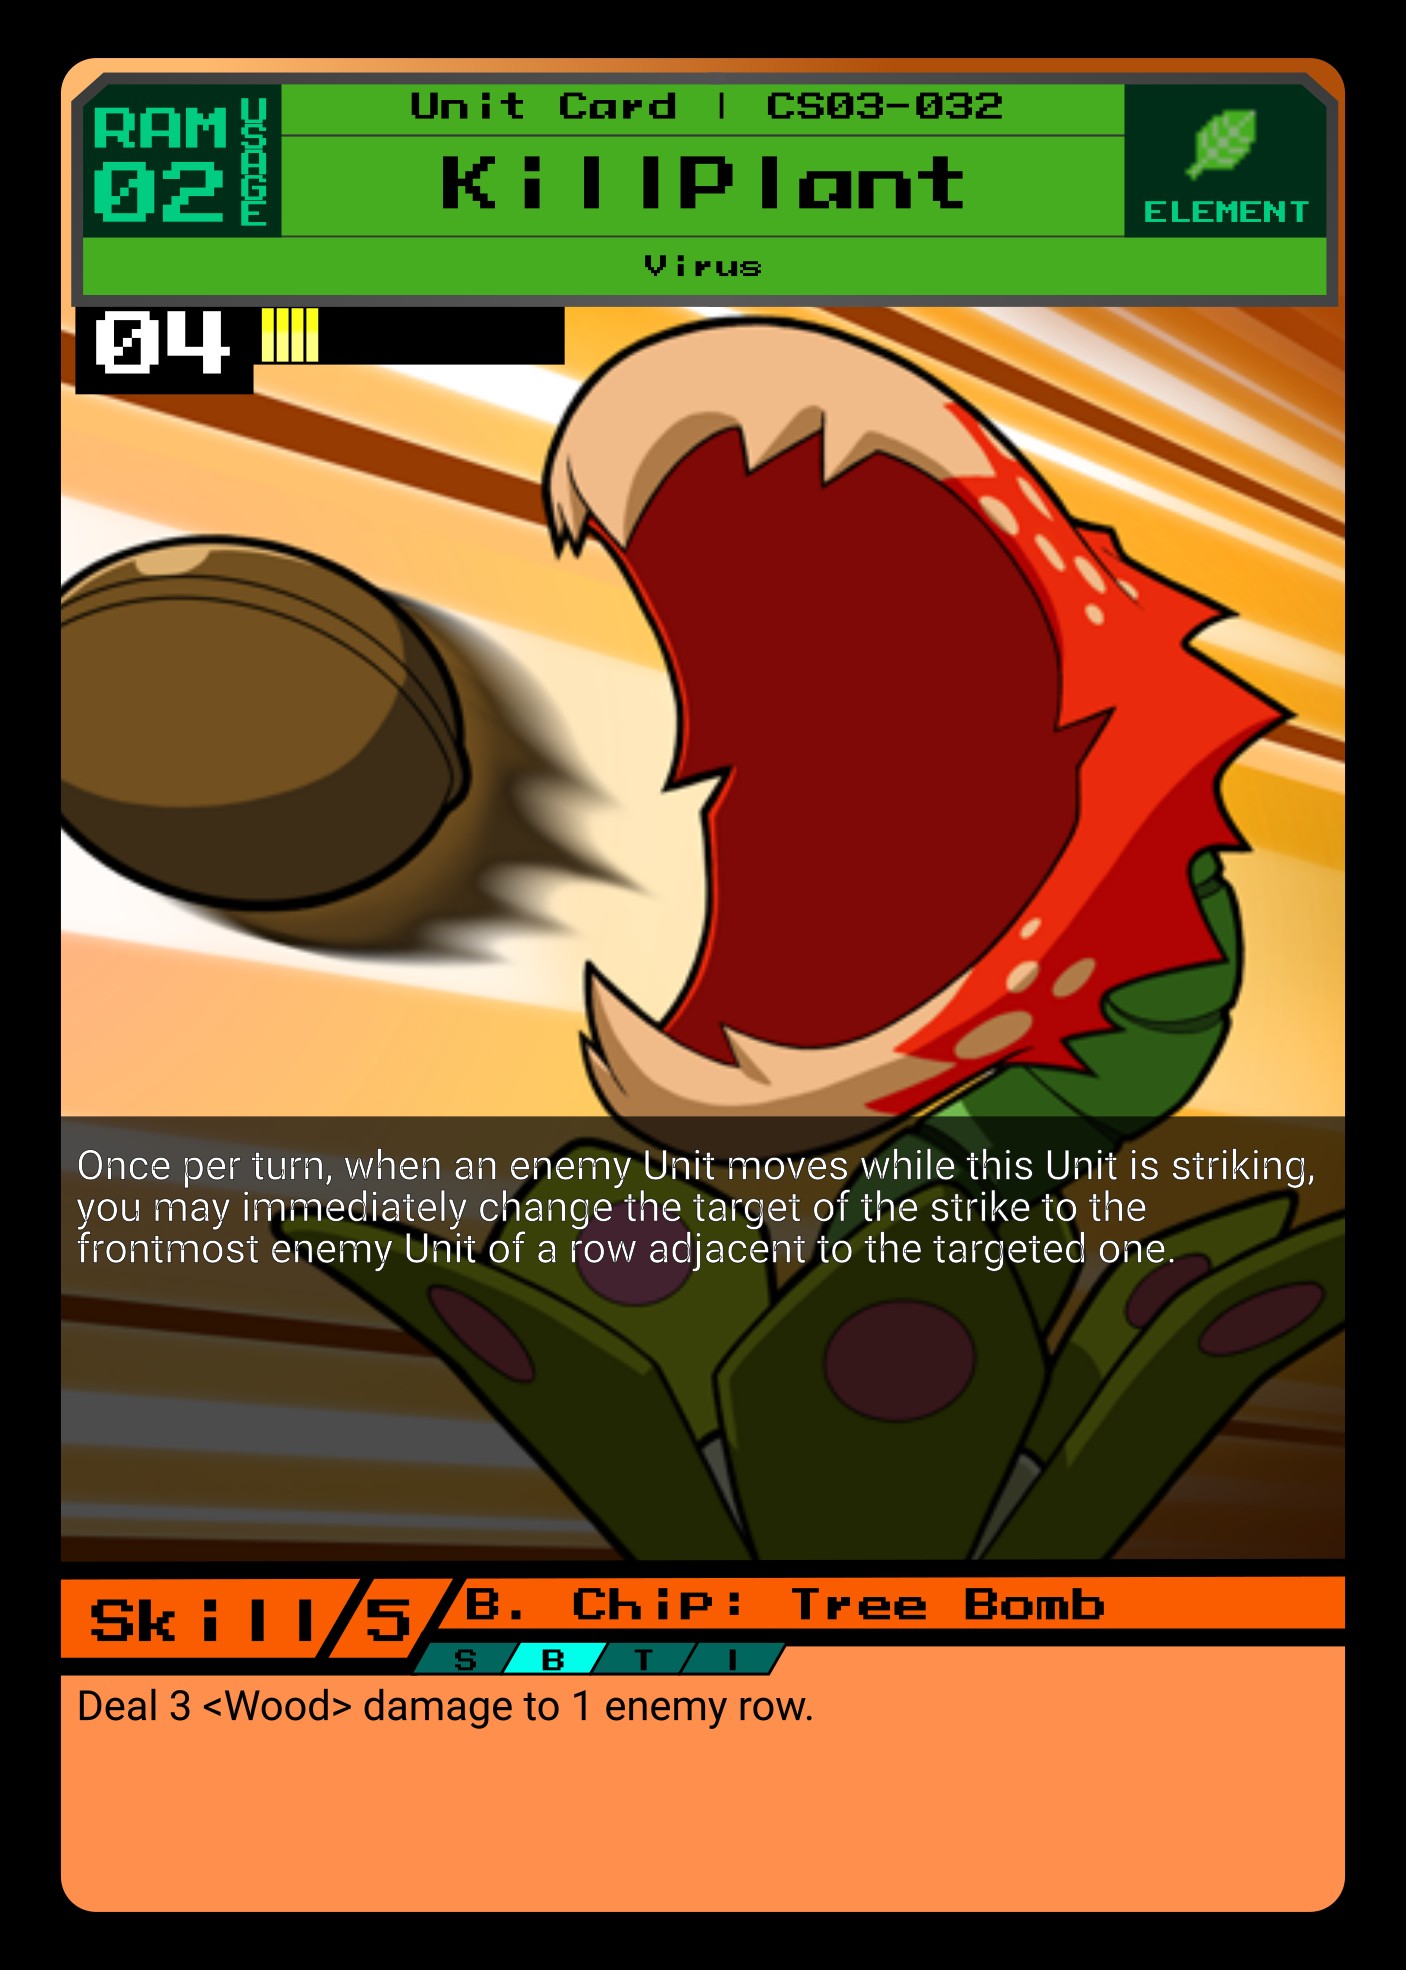 RAM
02
USAGE
Unit Card | CS03-032
KillPlant
ELEMENT
Virus
04
Once per turn, when an enemy Unit moves while this Unit is striking,
you may immediately change the target of the strike to the
frontmost enemy Unit of a row adjacent to the targeted one.
Skill/5
B. Chip: Tree Bomb
S B T I
Deal 3 <Wood> damage to 1 enemy row.